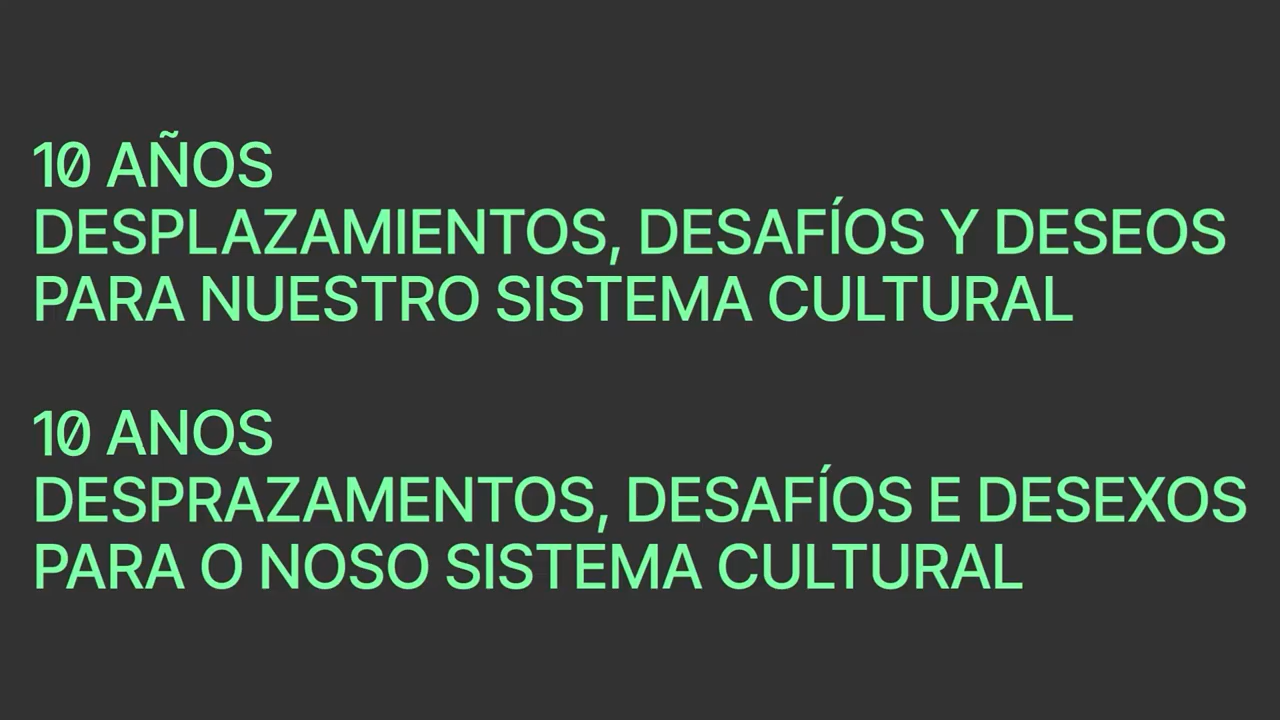 10 AÑOS
DESPLAZAMIENTOS, DESAFÍOS Y DESEOS
PARA NUESTRO SISTEMA CULTURAL
10 ANOS
DESPRAZAMENTOS, DESAFÍOS E DESEXOS
PARA O NOSO SISTEMA CULTURAL